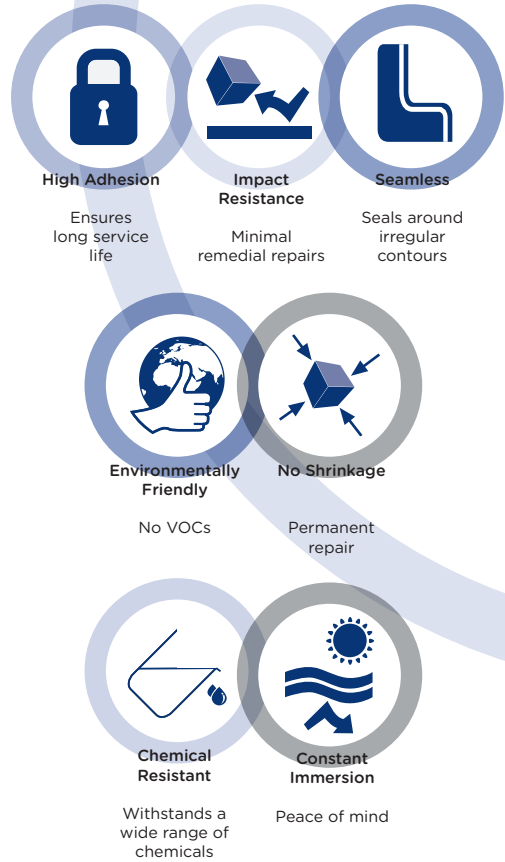 High Adhesion
Ensures
long service
life
Impact
Resistance
Minimal
remedial repairs
Seamless
Seals around
irregular
contours
Environmentally
Friendly
No VOCs
No Shrinkage
Permanent
repair
Chemical
Resistant
Withstands a
wide range of
chemicals
Constant
Immersion
Peace of mind